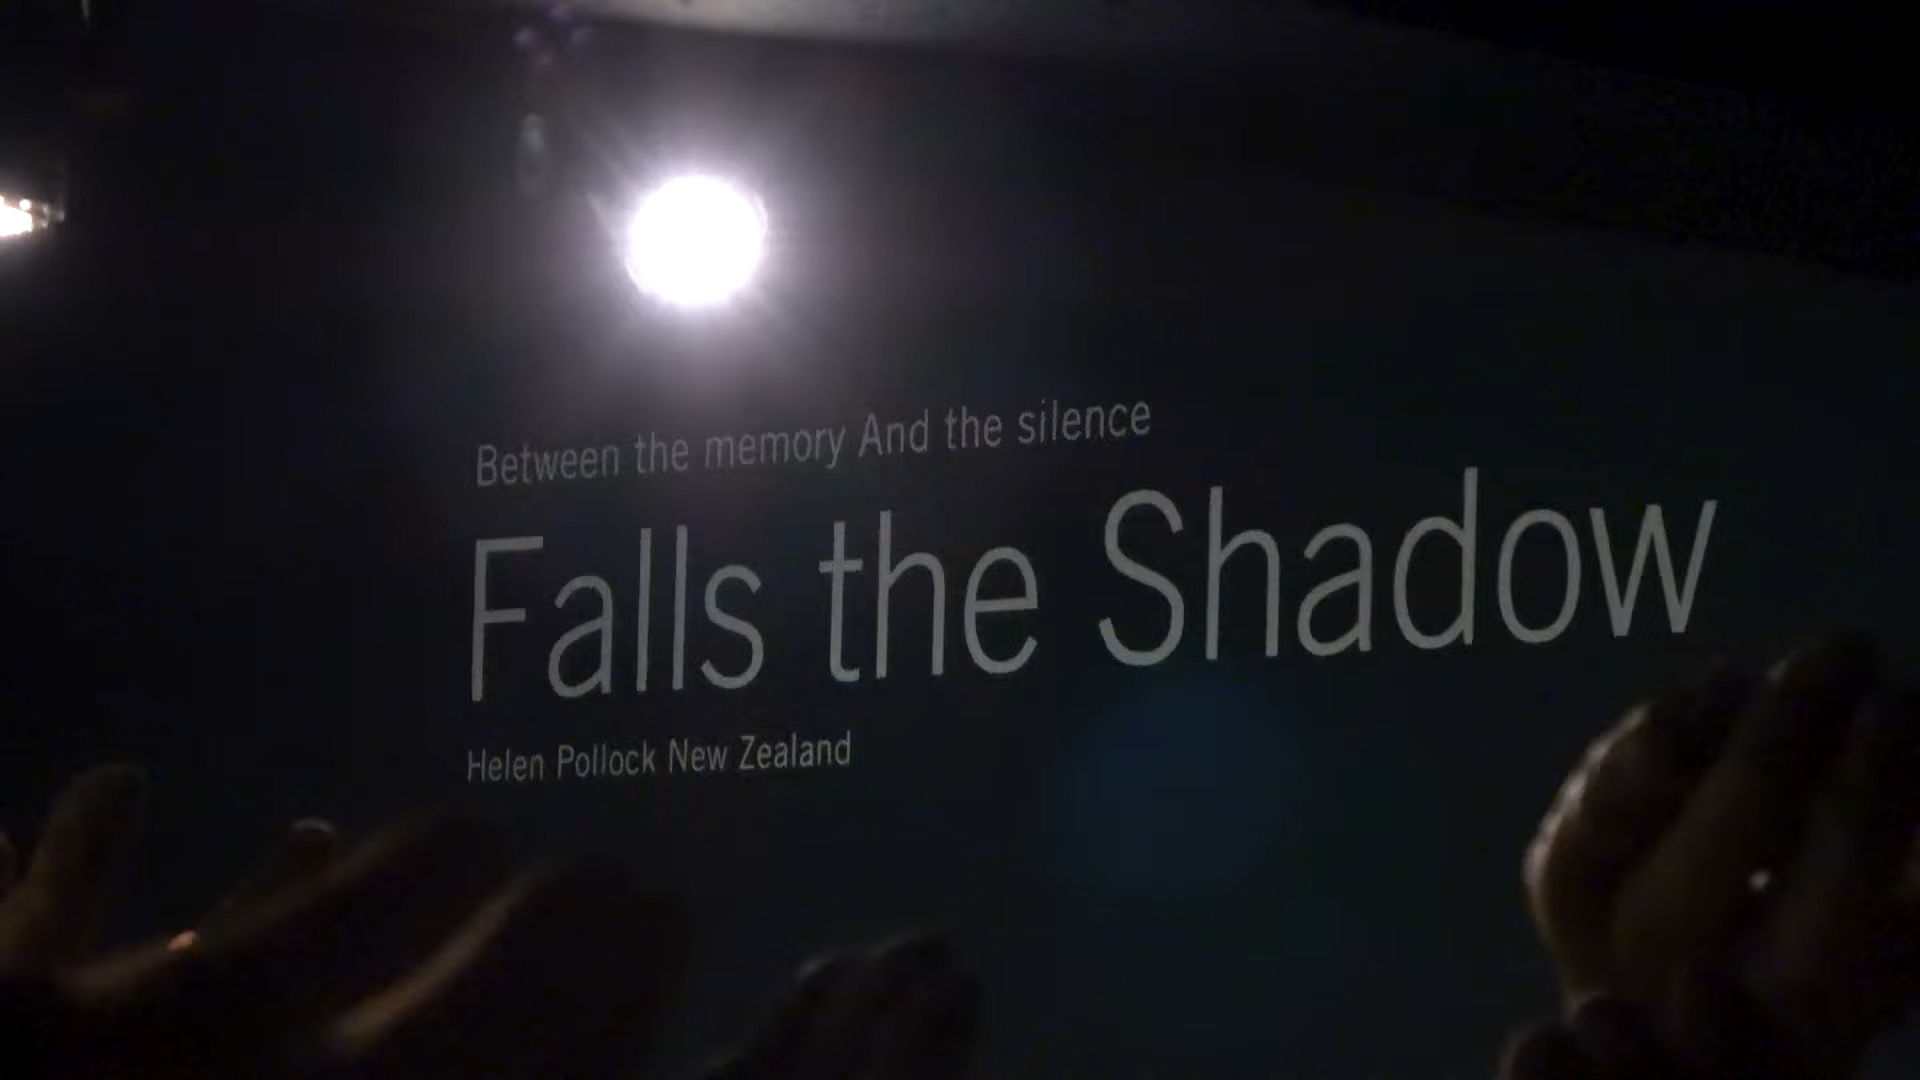 Between the memory And the silence
Falls the Shadow
Helen Pollock New Zealand